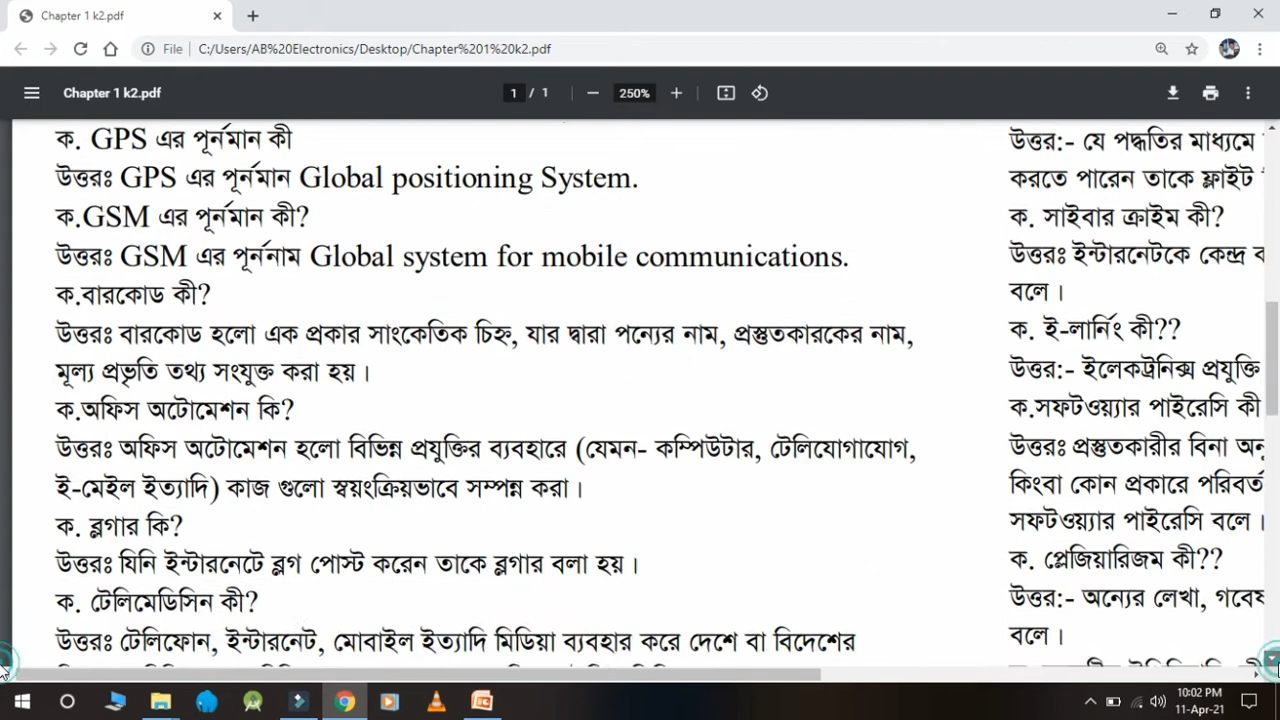 Chapter 1 k2.pdf
File C:/Users/AB%20Electronics/Desktop/Chapter%201%20k2.pdf
Chapter 1 k2.pdf
1 / 1
250%
ক. GPS এর পূর্নমান কী
উত্তরঃ GPS এর পূর্নমান Global positioning System.
ক.GSM এর পূর্নমান কী?
উত্তরঃ GSM এর পূর্ননাম Global system for mobile communications.
ক.বারকোড কী?
উত্তরঃ বারকোড হলো এক প্রকার সাংকেতিক চিহ্ন, যার দ্বারা পন্যের নাম, প্রস্তুতকারকের নাম,
মূল্য প্রভৃতি তথ্য সংযুক্ত করা হয়।
ক.অফিস অটোমেশন কি?
উত্তরঃ অফিস অটোমেশন হলো বিভিন্ন প্রযুক্তির ব্যবহারে (যেমন- কম্পিউটার, টেলিযোগাযোগ,
ই-মেইল ইত্যাদি) কাজ গুলো স্বয়ংক্রিয়ভাবে সম্পন্ন করা।
ক. ব্লগার কি?
উত্তরঃ যিনি ইন্টারনেটে ব্লগ পোস্ট করেন তাকে ব্লগার বলা হয়।
ক. টেলিমেডিসিন কী?
উত্তরঃ টেলিফোন, ইন্টারনেট, মোবাইল ইত্যাদি মিডিয়া ব্যবহার করে দেশে বা বিদেশের
উত্তর:- যে পদ্ধতির মাধ্যমে
করতে পারেন তাকে ফ্লাইট
ক. সাইবার ক্রাইম কী?
উত্তরঃ ইন্টারনেটকে কেন্দ্র
বলে।
ক. ই-লার্নিং কী??
উত্তর:- ইলেকট্রনিক্স প্রযুক্তি
ক.সফটওয়্যার পাইরেসি কী
উত্তরঃ প্রস্তুতকারীর বিনা
কিংবা কোন প্রকারে
সফটওয়্যার পাইরেসি বলে।
ক. প্লেজিয়ারিজম কী??
উত্তর:- অন্যের লেখা,
বলে।
10:02 PM
11-Apr-21